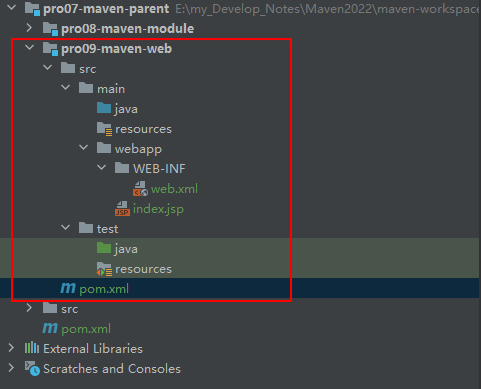 pro07-maven-parent E:\my_Develop_Notes\Maven2022\maven-workspace
pro08-maven-module
pro09-maven-web
src
main
java
resources
webapp
WEB-INF
web.xml
index.jsp
test
java
resources
pom.xml
src
pom.xml
External Libraries
Scratches and Consoles